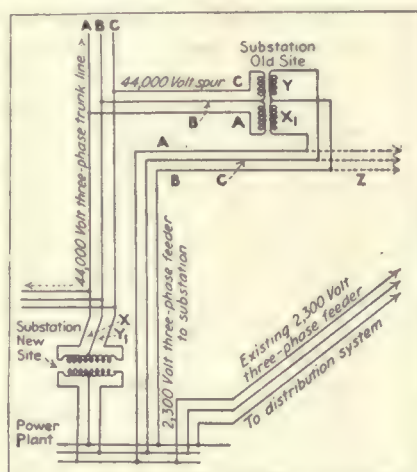 A B C
44,000 Volt three-phase trunk line
Substation
Old Site
44,000 Volt spur
C
Y
B
A
X1
A
B
C
Z
2,300 Volt three-phase feeder
to substation
Substation
New
Site
X
Y1
Existing 2,300 Volt
three-phase feeder
To distribution system
Power
Plant